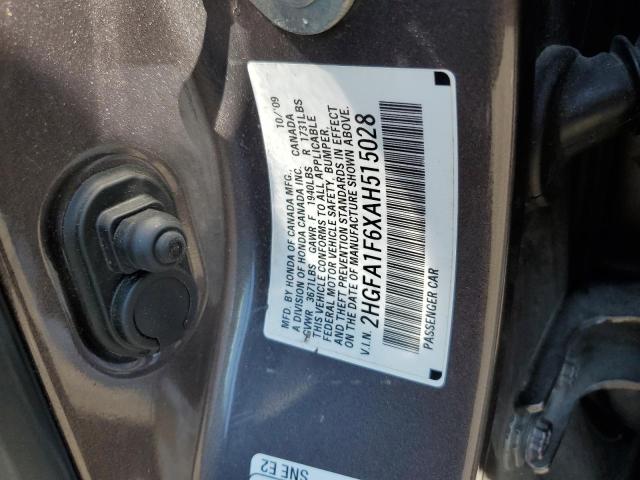 MFD. BY HONDA OF CANADA MFG., CANADA 10/'09
A DIVISION OF HONDA CANADA INC.
GVWR 3671LBS GAWR F 1940LBS R 1731LBS
THIS VEHICLE CONFORMS TO ALL APPLICABLE
FEDERAL MOTOR VEHICLE SAFETY, BUMPER,
AND THEFT PREVENTION STANDARDS IN EFFECT
ON THE DATE OF MANUFACTURE SHOWN ABOVE.
V.I.N. 2HGFA1F6XAH515028
PASSENGER CAR
SNE E2